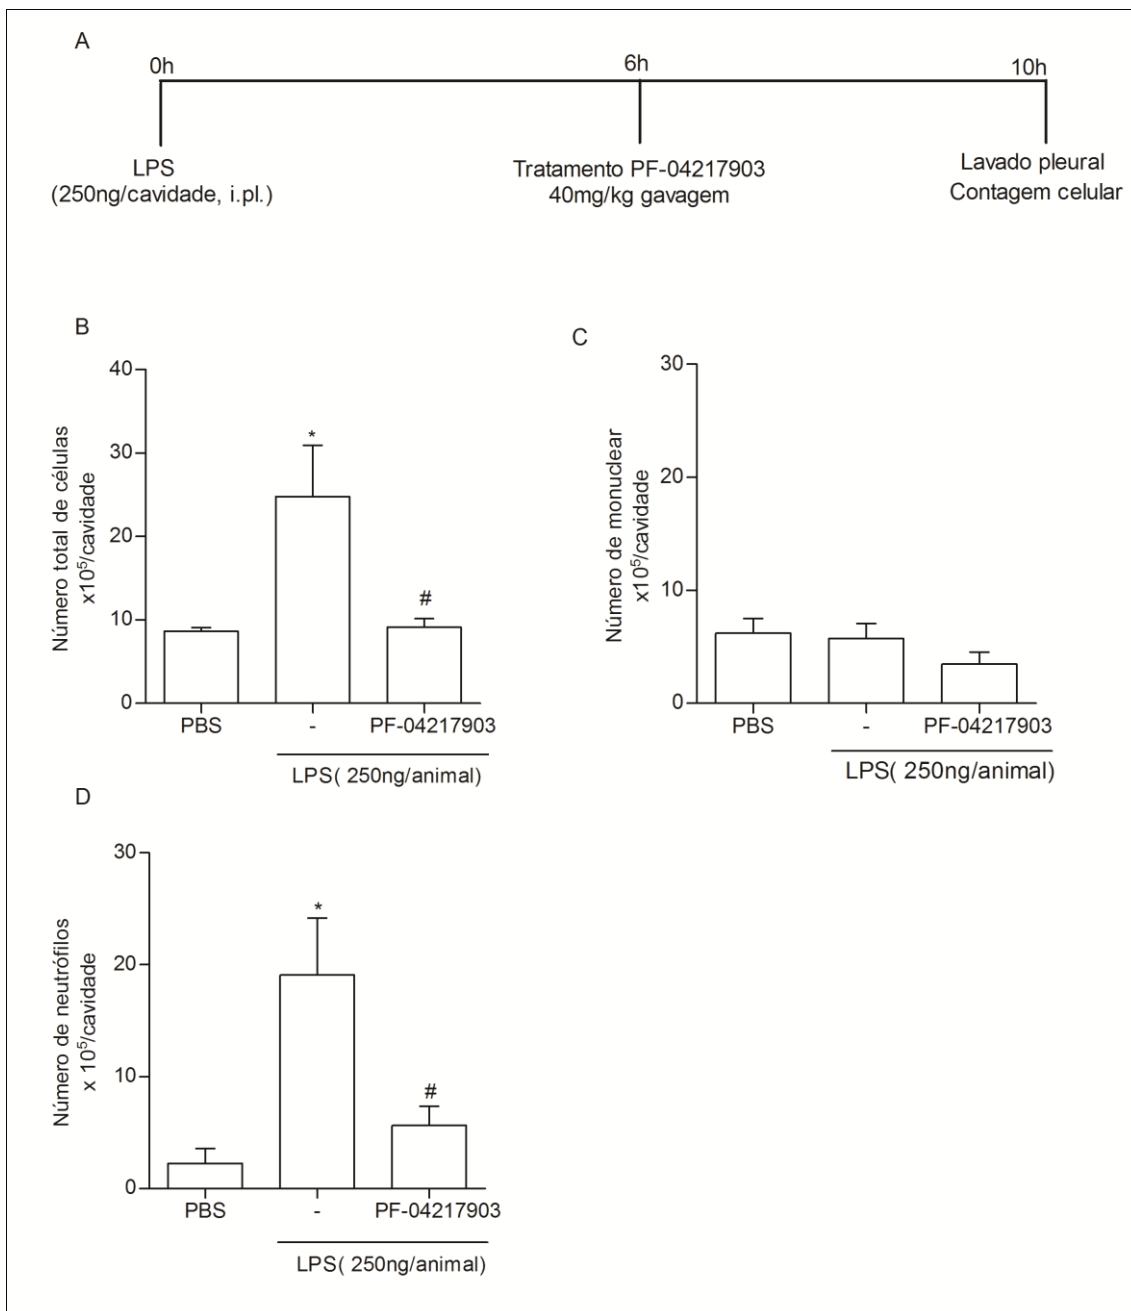 A
0h
6h
10h
LPS
(250ng/cavidade, i.pl.)
Tratamento PF-04217903
40mg/kg gavagem
Lavado pleural
Contagem celular
B
Número total de células
x10⁵/cavidade
40
30
20
10
0
*
#
PBS
-
PF-04217903
LPS( 250ng/animal)
C
Número de monuclear
x10⁵/cavidade
30
20
10
0
PBS
-
PF-04217903
LPS( 250ng/animal)
D
Número de neutrófilos
x 10⁵/cavidade
30
20
10
0
*
#
PBS
-
PF-04217903
LPS( 250ng/animal)